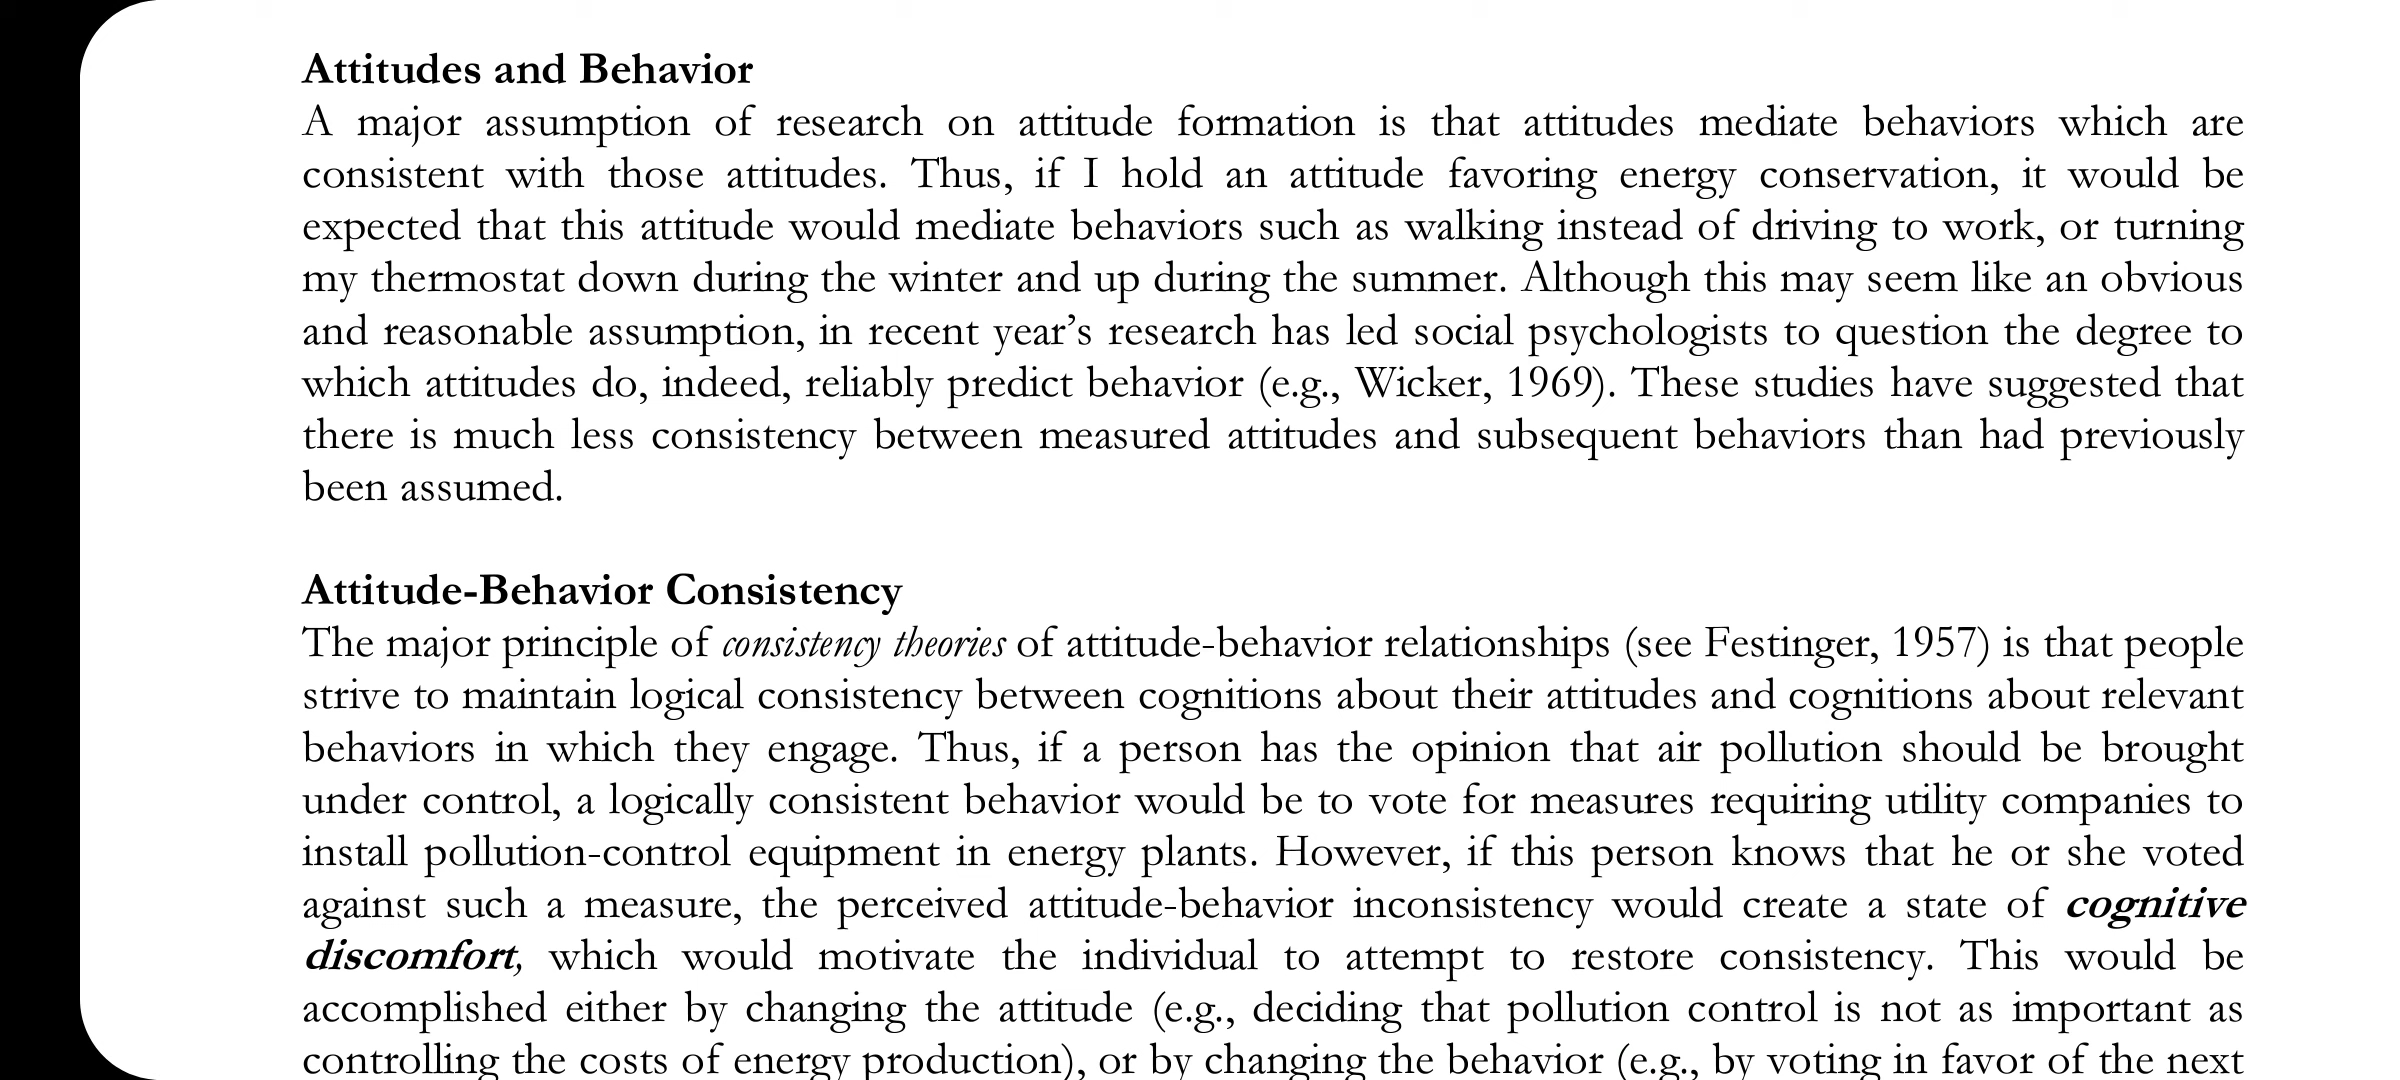 Attitudes and Behavior
A major assumption of research on attitude formation is that attitudes mediate behaviors which are
consistent with those attitudes. Thus, if I hold an attitude favoring energy conservation, it would be
expected that this attitude would mediate behaviors such as walking instead of driving to work, or turning
my thermostat down during the winter and up during the summer. Although this may seem like an obvious
and reasonable assumption, in recent year’s research has led social psychologists to question the degree to
which attitudes do, indeed, reliably predict behavior (e.g., Wicker, 1969). These studies have suggested that
there is much less consistency between measured attitudes and subsequent behaviors than had previously
been assumed.
Attitude-Behavior Consistency
The major principle of consistency theories of attitude-behavior relationships (see Festinger, 1957) is that people
strive to maintain logical consistency between cognitions about their attitudes and cognitions about relevant
behaviors in which they engage. Thus, if a person has the opinion that air pollution should be brought
under control, a logically consistent behavior would be to vote for measures requiring utility companies to
install pollution-control equipment in energy plants. However, if this person knows that he or she voted
against such a measure, the perceived attitude-behavior inconsistency would create a state of cognitive
discomfort, which would motivate the individual to attempt to restore consistency. This would be
accomplished either by changing the attitude (e.g., deciding that pollution control is not as important as
controlling the costs of energy production), or by changing the behavior (e.g., by voting in favor of the next